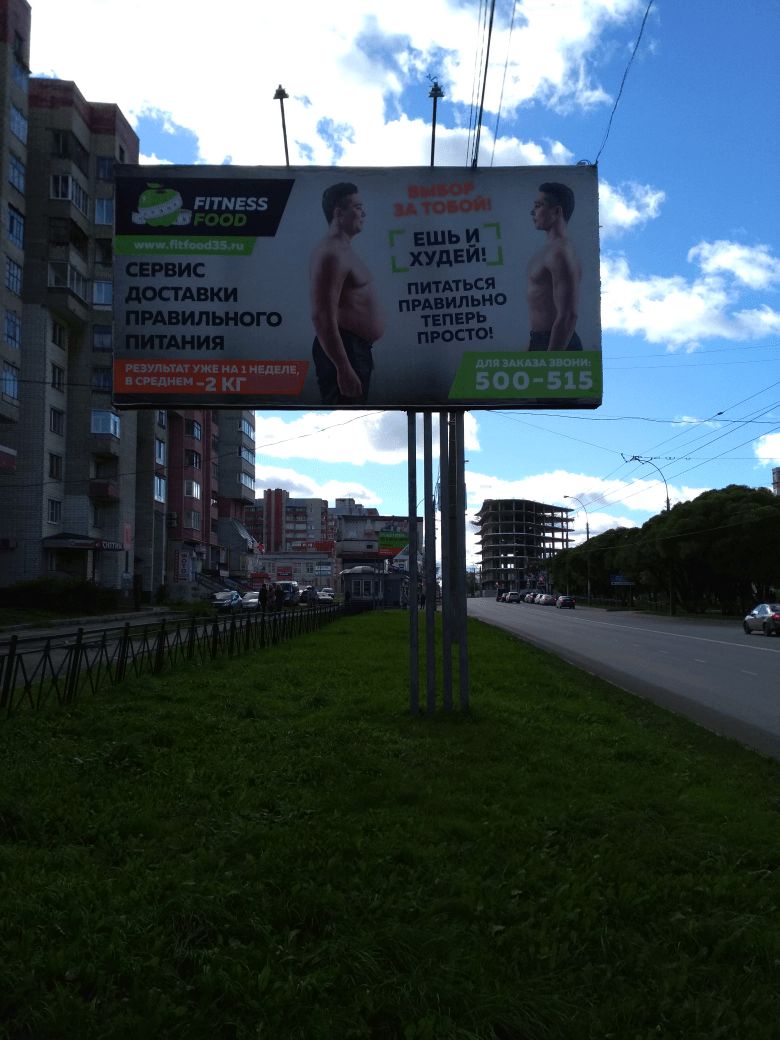 FITNESS
FOOD
www.fitfood35.ru
СЕРВИС
ДОСТАВКИ
ПРАВИЛЬНОГО
ПИТАНИЯ
РЕЗУЛЬТАТ УЖЕ НА 1 НЕДЕЛЕ,
В СРЕДНЕМ -2 КГ
ВЫБОР
ЗА ТОБОЙ!
ЕШЬ И
ХУДЕЙ!
ПИТАТЬСЯ
ПРАВИЛЬНО
ТЕПЕРЬ
ПРОСТО!
ДЛЯ ЗАКАЗА ЗВОНИ:
500-515